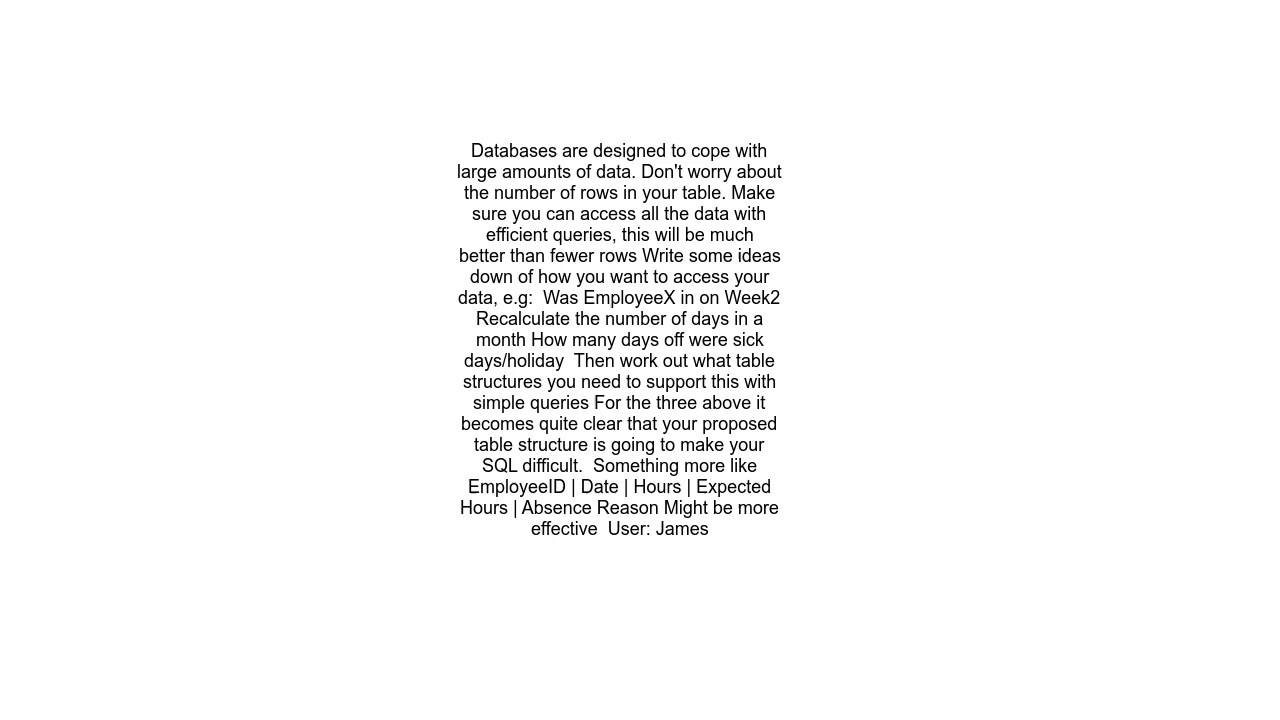 Databases are designed to cope with
large amounts of data. Don't worry about
the number of rows in your table. Make
sure you can access all the data with
efficient queries, this will be much
better than fewer rows Write some ideas
down of how you want to access your
data, e.g:  Was EmployeeX in on Week2
Recalculate the number of days in a
month How many days off were sick
days/holiday  Then work out what table
structures you need to support this with
simple queries For the three above it
becomes quite clear that your proposed
table structure is going to make your
SQL difficult.  Something more like
EmployeeID | Date | Hours | Expected
Hours | Absence Reason Might be more
effective  User: James